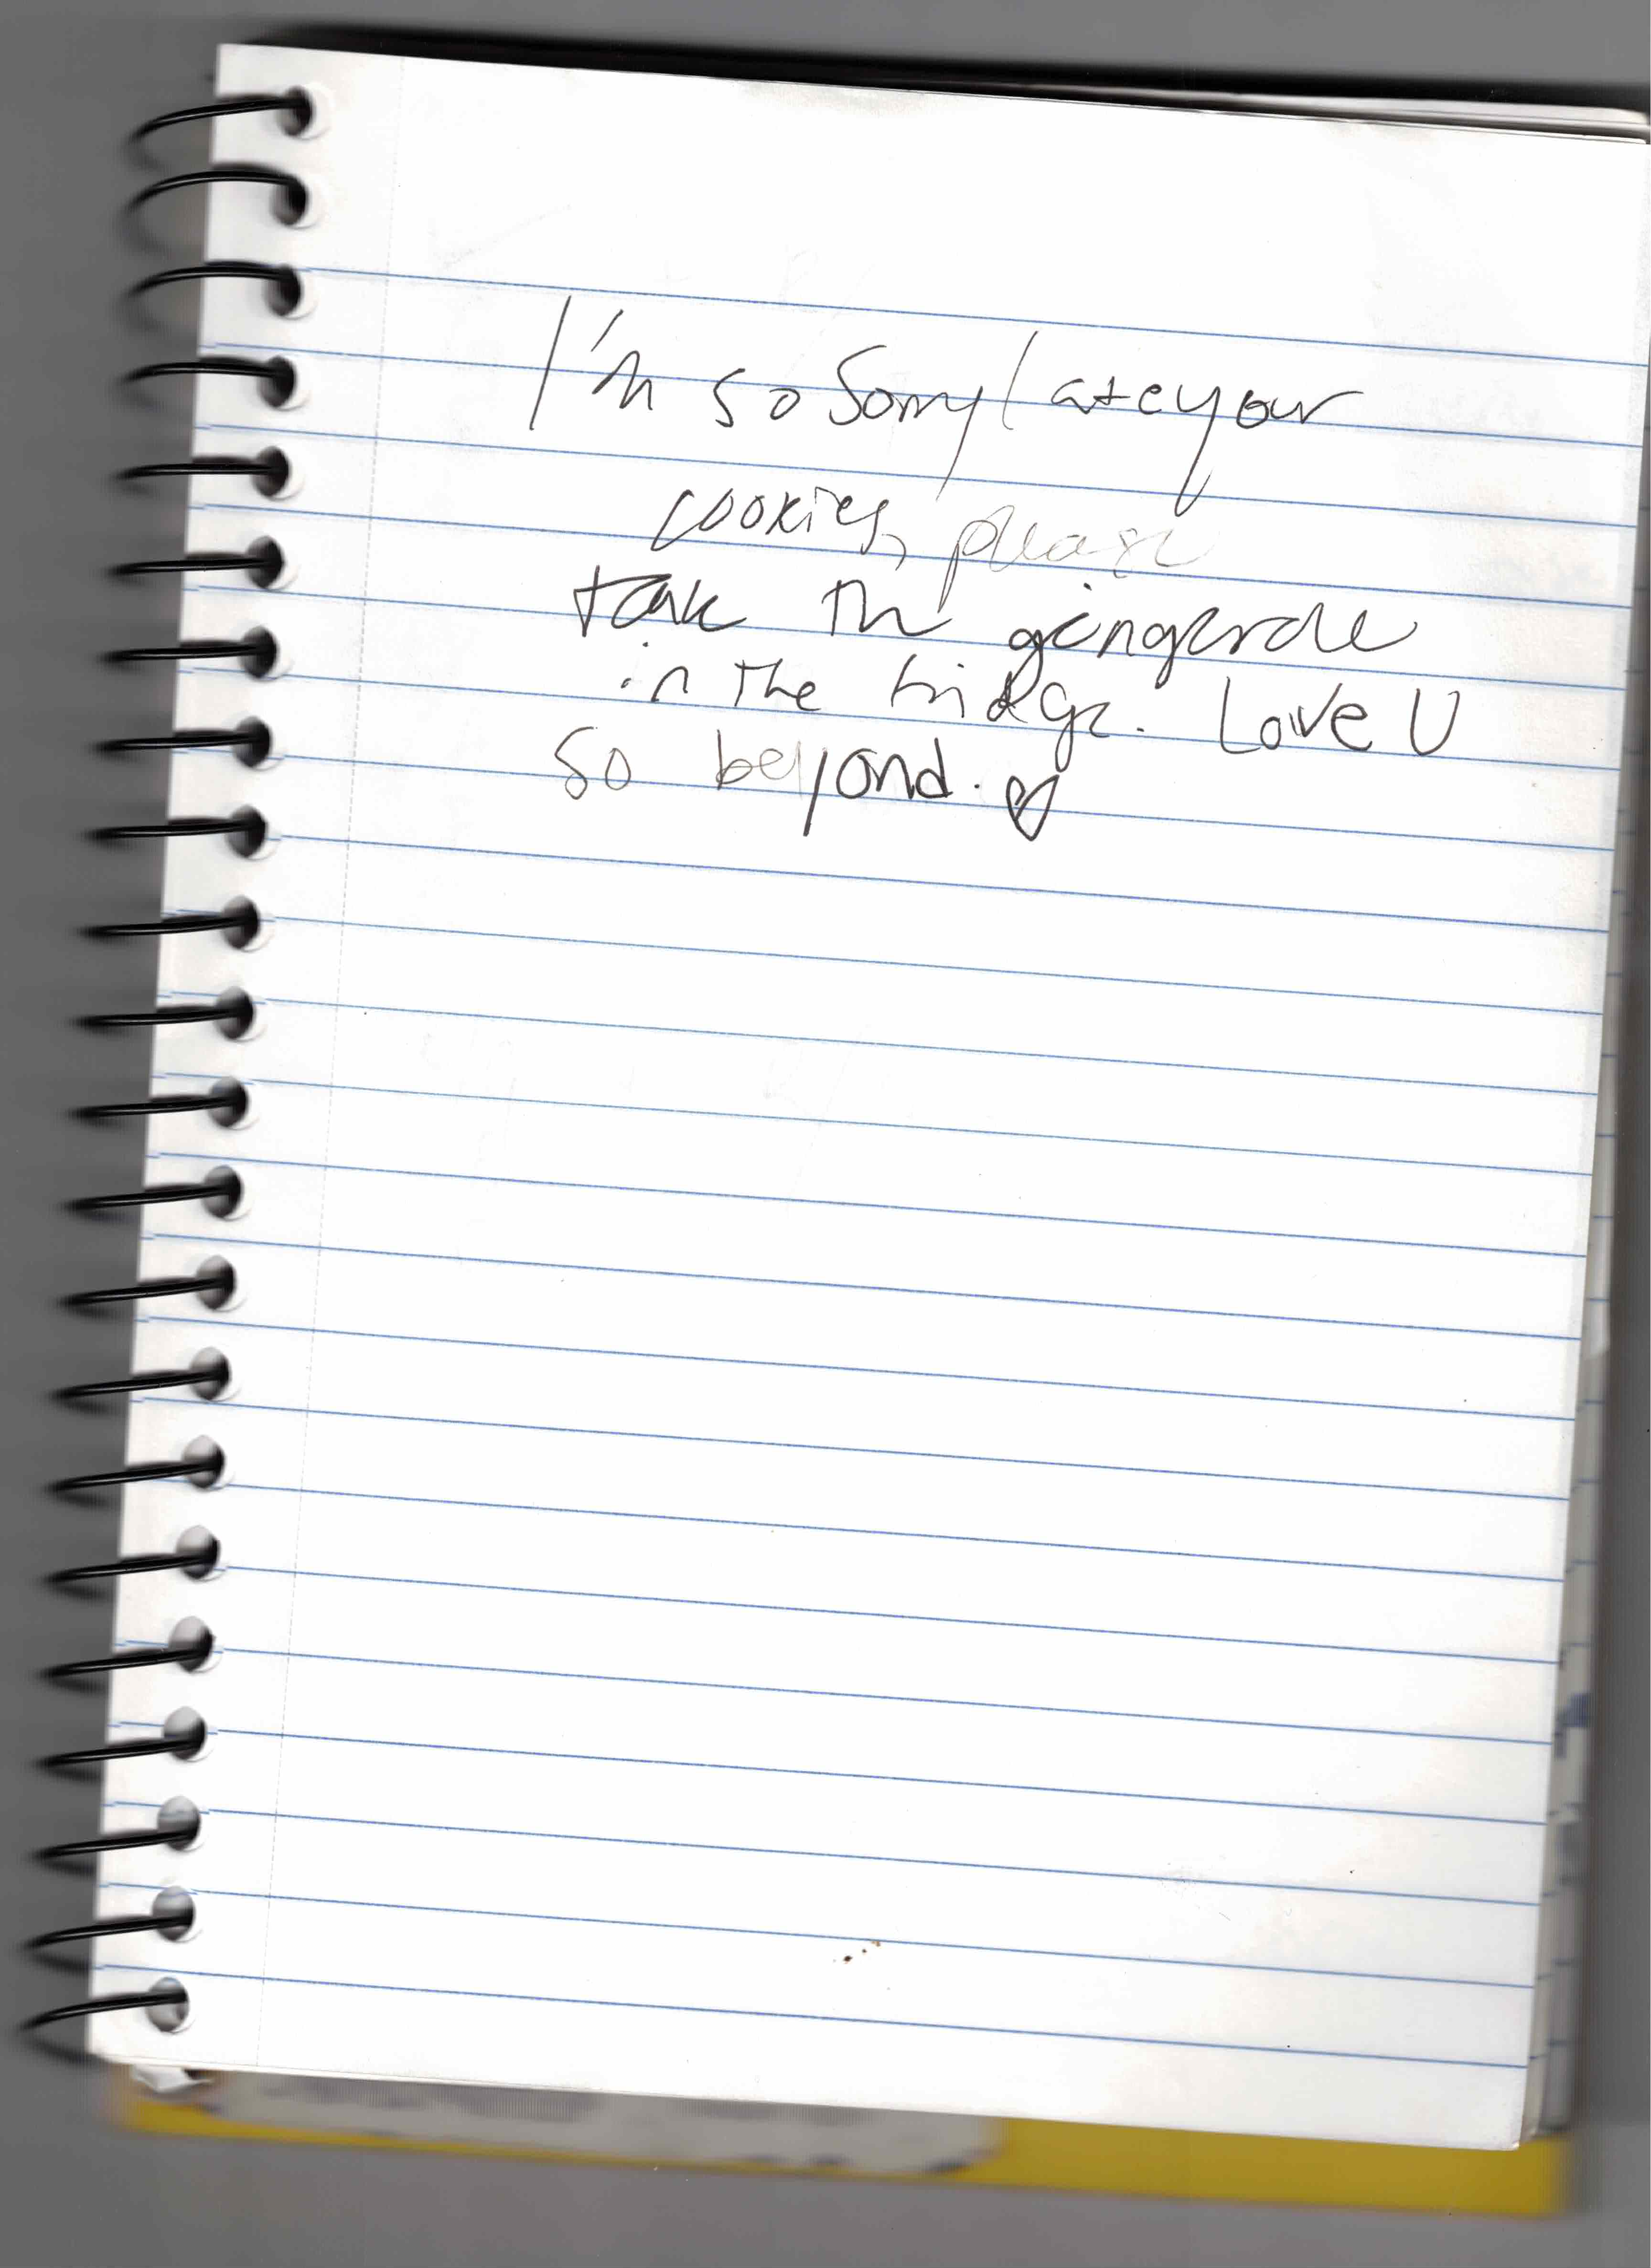 I'm so sorry I ate your
cookies, please
take the gingerale
in the fridge. Love U
so beyond. ♡